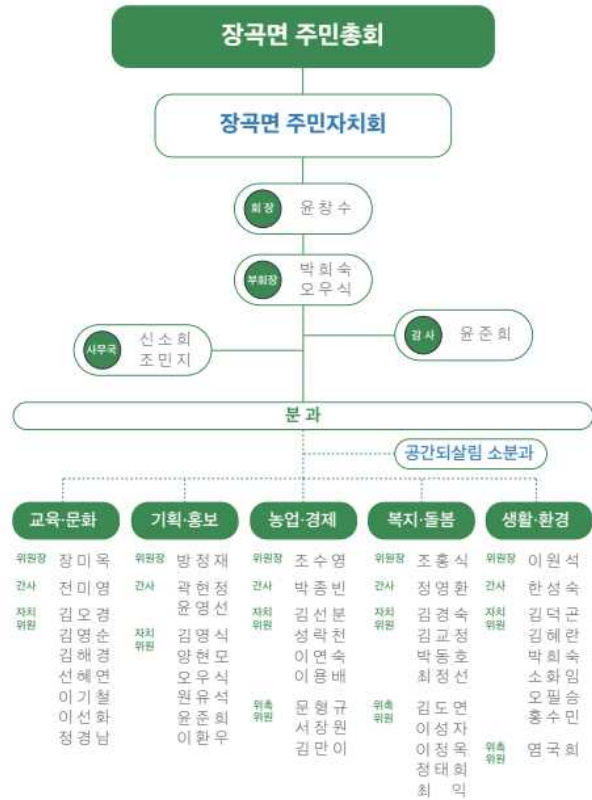 장곡면 주민총회
장곡면 주민자치회
회장 윤창수
부회장 박희숙
오우식
사무국 신소희
조민지
감사 윤준희
분과
공간되살림 소분과
교육·문화
위원장 장미옥
간사 전미영
자치위원 김오경
김영순
김해경
선혜연
이기철
이선화
정경남
기획·홍보
위원장 방정재
간사 곽현정
윤영선
자치위원 김영식
양현모
오우식
원유석
윤준희
이환우
농업·경제
위원장 조수영
간사 박종빈
자치위원 김선분
성락천
이연숙
이용배
위촉위원 문형규
서장원
김만이
복지·돌봄
위원장 조홍식
간사 정영환
자치위원 김경숙
김교정
박동호
최정선
위촉위원 김도연
이성자
이정옥
정태희
최 익
생활·환경
위원장 이원석
간사 한성숙
자치위원 김덕곤
김혜란
박희숙
소화임
오필승
홍수민
위촉위원 염국희